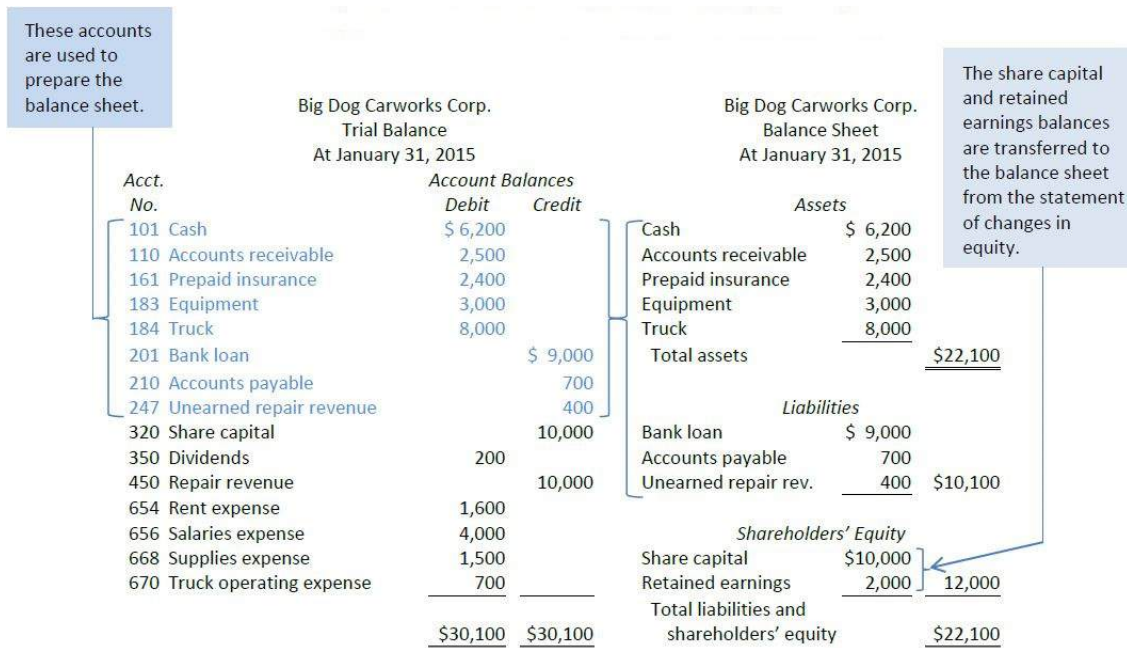 These accounts
are used to
prepare the
balance sheet.
Big Dog Carworks Corp.
Trial Balance
At January 31, 2015
Acct. Account Balances
No. Debit Credit
101 Cash $ 6,200
110 Accounts receivable 2,500
161 Prepaid insurance 2,400
183 Equipment 3,000
184 Truck 8,000
201 Bank loan $ 9,000
210 Accounts payable 700
247 Unearned repair revenue 400
320 Share capital 10,000
350 Dividends 200
450 Repair revenue 10,000
654 Rent expense 1,600
656 Salaries expense 4,000
668 Supplies expense 1,500
670 Truck operating expense 700
$30,100 $30,100
Big Dog Carworks Corp.
Balance Sheet
At January 31, 2015
Assets
Cash $ 6,200
Accounts receivable 2,500
Prepaid insurance 2,400
Equipment 3,000
Truck 8,000
Total assets $22,100
Liabilities
Bank loan $ 9,000
Accounts payable 700
Unearned repair rev. 400 $10,100
Shareholders' Equity
Share capital $10,000
Retained earnings 2,000 12,000
Total liabilities and
shareholders' equity $22,100
The share capital
and retained
earnings balances
are transferred to
the balance sheet
from the statement
of changes in
equity.